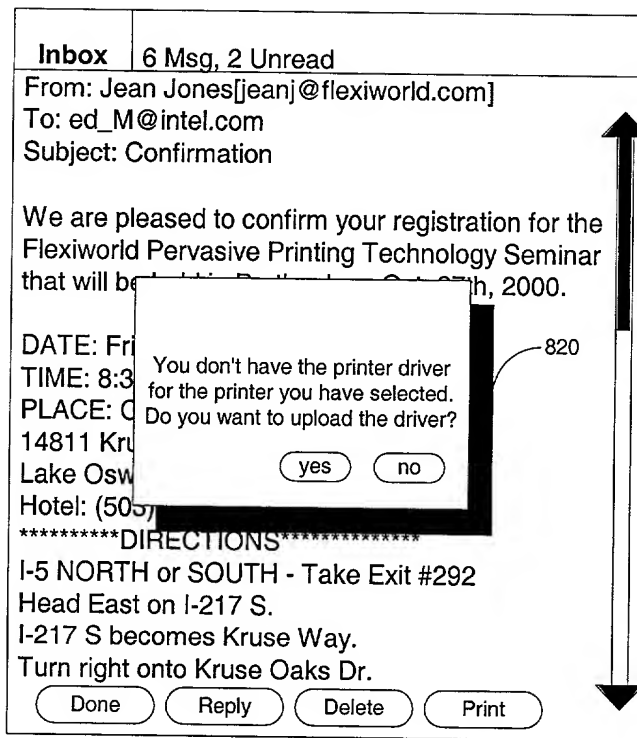 Inbox
6 Msg, 2 Unread
From: Jean Jones[jeanj@flexiworld.com]
To: ed_M@intel.com
Subject: Confirmation
We are pleased to confirm your registration for the
Flexiworld Pervasive Printing Technology Seminar
that will be 2000.
DATE: Fri
TIME: 8:3
PLACE:
14811 Kru
Lake Osw
Hotel: (505)
You don't have the printer driver
for the printer you have selected.
Do you want to upload the driver?
yes no
820
**********DIRECTIONS**************
I-5 NORTH or SOUTH - Take Exit #292
Head East on I-217 S.
I-217 S becomes Kruse Way.
Turn right onto Kruse Oaks Dr.
Done Reply Delete Print